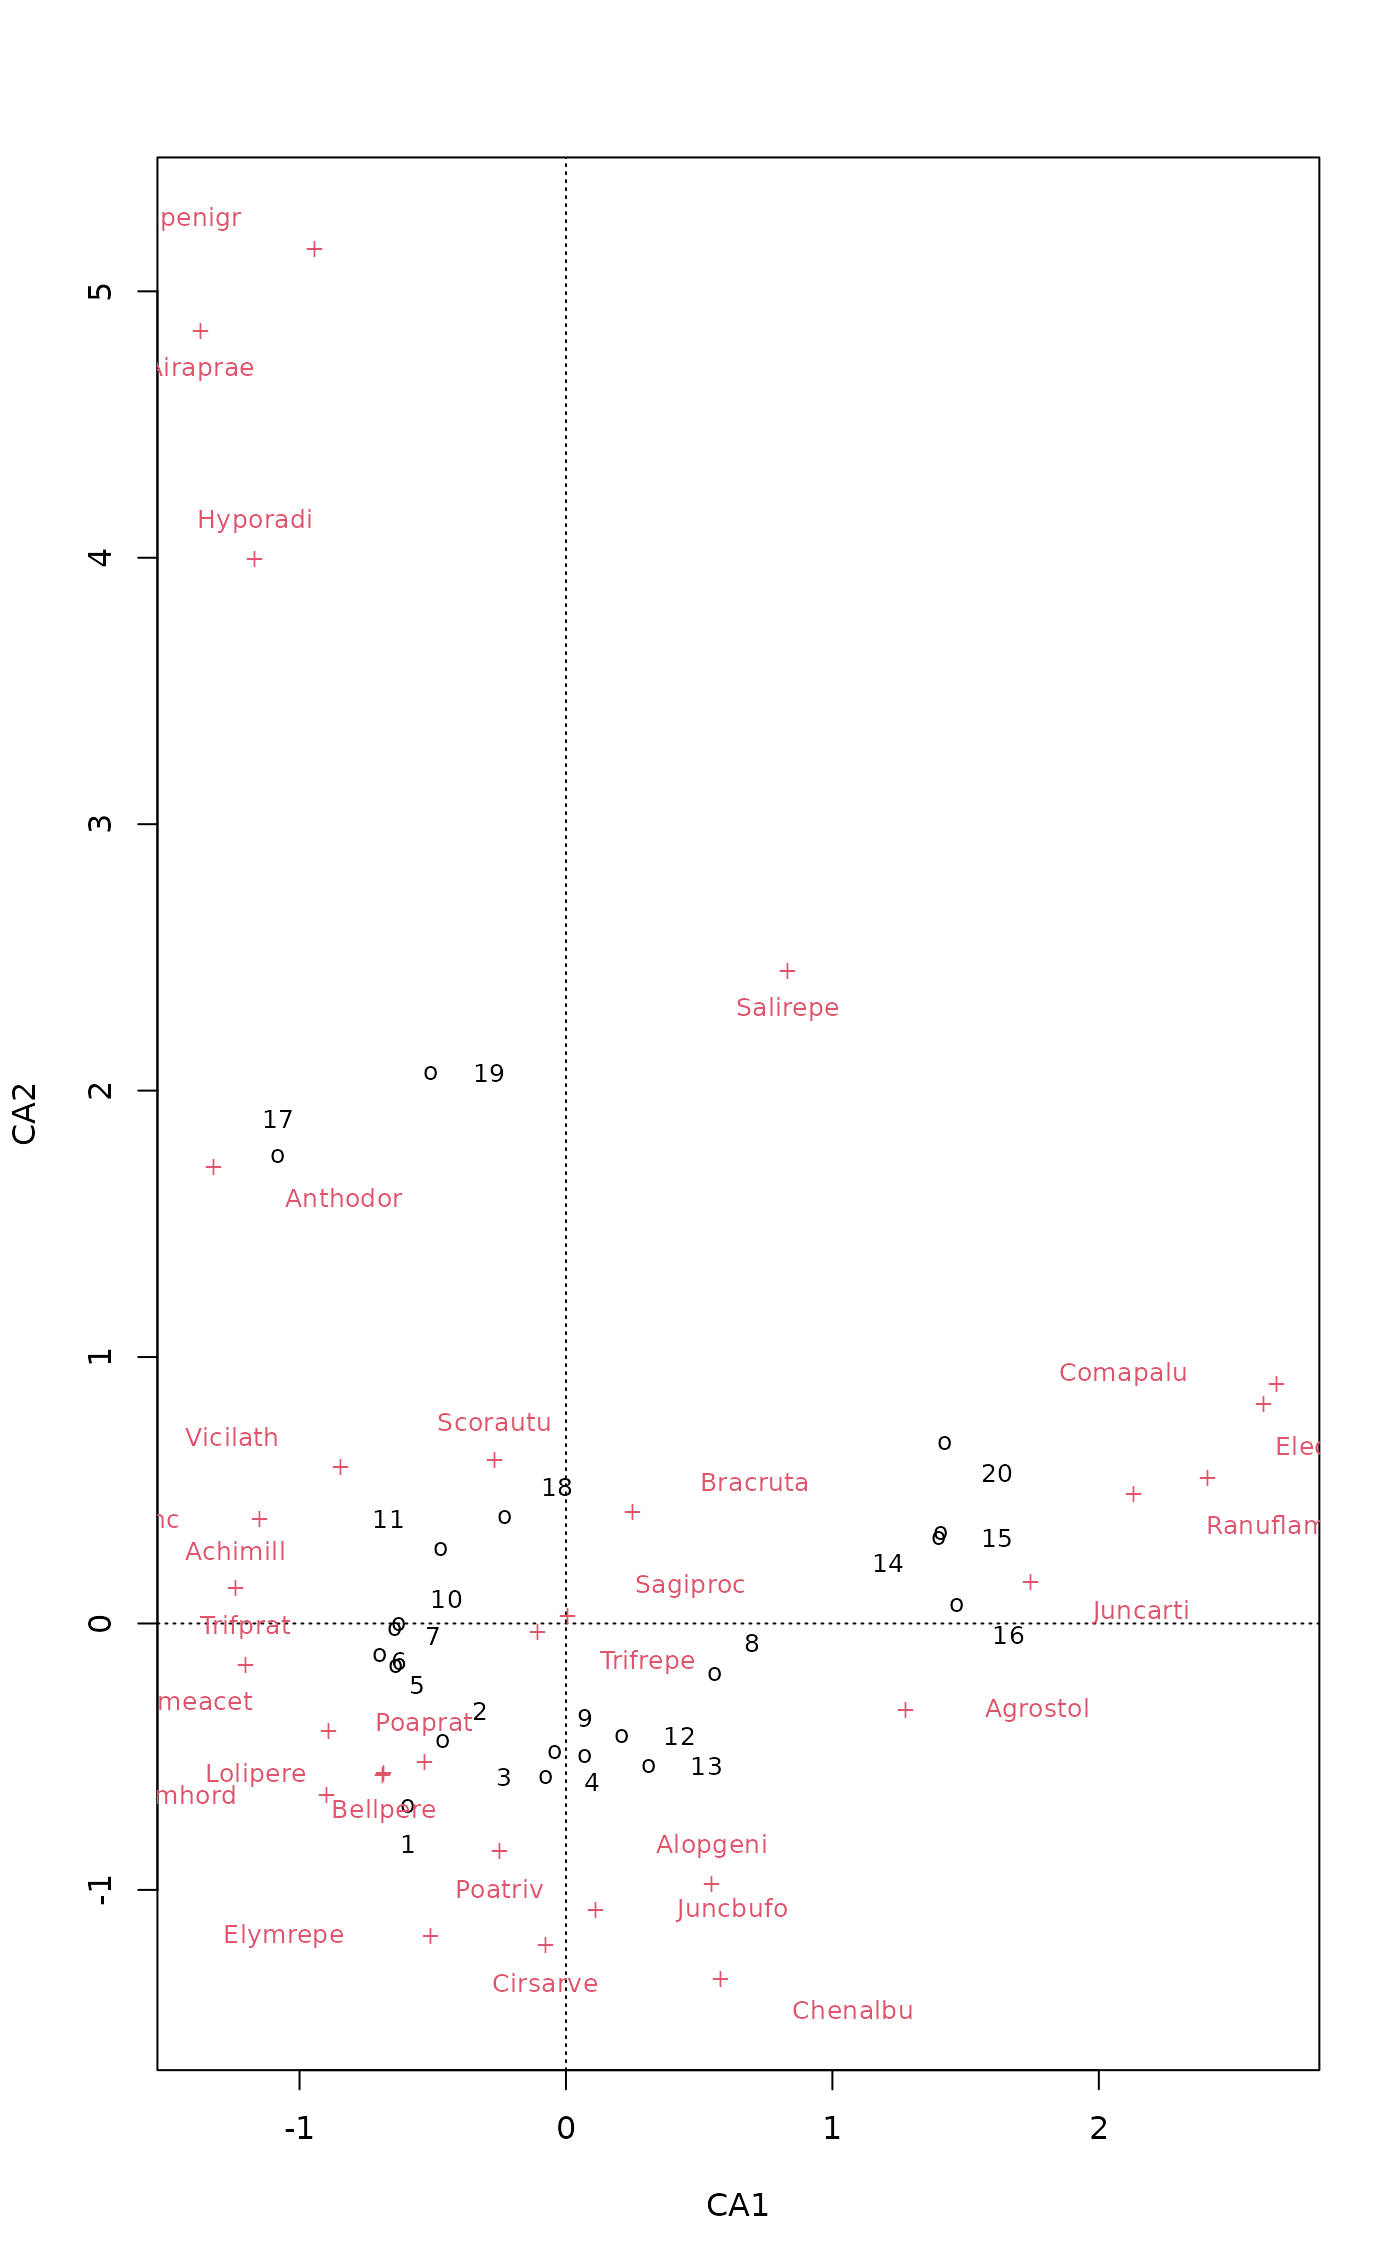 penigr
5
Airaprae
Hyporadi
4
3
Salirepe
19
2
17
CA2
Anthodor
1
Comapalu
Scorautu
Vicilath
Elec
20
Bracruta
18
nc
11
Ranuflam
15
Achimill
14
Sagiproc
10
Juncarti
0
Trifprat
7
16
8
6
Trifrepe
5
meacet
2
Agrostol
9
Poaprat
12
13
Lolipere
3
4
mhord
Bellpere
1
Alopgeni
-1
Poatriv
Juncbufo
Elymrepe
Cirsarve
Chenalbu
-1 0 1 2
CA1